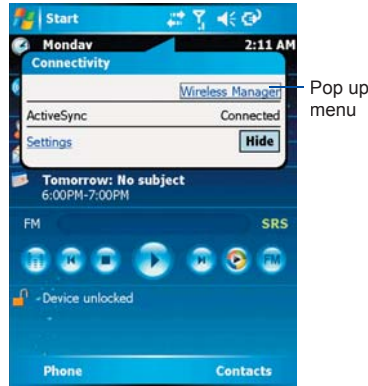 Start
Monday 2:11 AM
Connectivity
Wireless Manager
Pop up menu
ActiveSync Connected
Settings Hide
Tomorrow: No subject
6:00PM-7:00PM
FM SRS
FM
Device unlocked
Phone Contacts